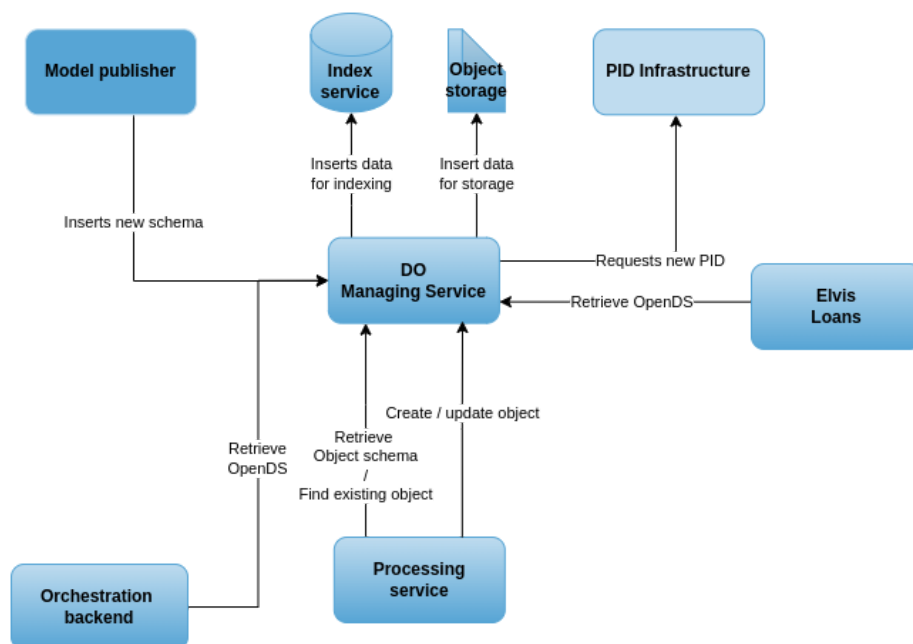 Model publisher
Index
service
Object
storage
PID Infrastructure
Inserts data
for indexing
Insert data
for storage
Inserts new schema
DO
Managing Service
Requests new PID
Retrieve OpenDS
Elvis
Loans
Create / update object
Retrieve
OpenDS
Retrieve
Object schema
/
Find existing object
Processing
service
Orchestration
backend